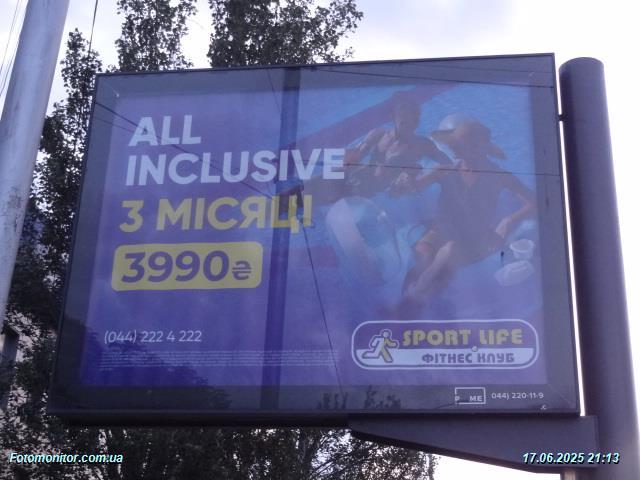 ALL
INCLUSIVE
3 МІСЯЦІ
3990₴
(044) 222 4 222
SPORT LIFE
ФІТНЕС КЛУБ
044) 220-11-9
Fotomonitor.com.ua
17.06.2025 21:13